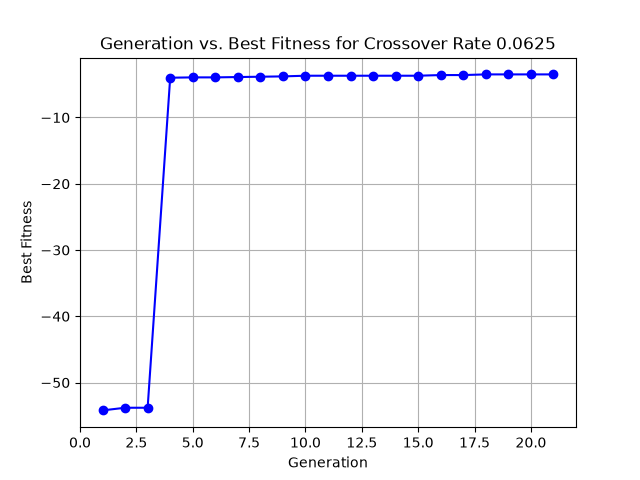 Generation vs. Best Fitness for Crossover Rate 0.0625
−10
−20
−30
−40
−50
Best Fitness
0.0 2.5 5.0 7.5 10.0 12.5 15.0 17.5 20.0
Generation